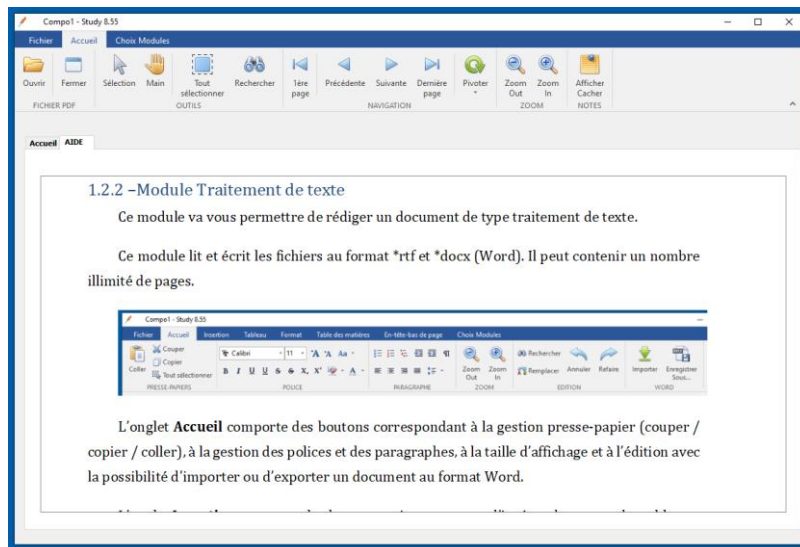 Compo1 - Study 8.55
Fichier Accueil Choix Modules
Ouvrir Fermer Sélection Main Tout sélectionner Rechercher 1ère page Précédente Suivante Dernière page Pivoter Zoom Out Zoom In Afficher Cacher
FICHIER PDF OUTILS NAVIGATION ZOOM NOTES
Accueil AIDE
1.2.2 –Module Traitement de texte
Ce module va vous permettre de rédiger un document de type traitement de texte.
Ce module lit et écrit les fichiers au format *rtf et *docx (Word). Il peut contenir un nombre
illimité de pages.
Compo1 - Study 8.55
Fichier Accueil Insertion Tableau Format Table des matières En-tête-bas de page Choix Modules
Coller Couper Calibri 11 Zoom Out Zoom In Rechercher Annuler Refaire Importer Enregistrer Sous...
Copier
Tout sélectionner Remplacer
PRESSE-PAPIERS POLICE PARAGRAPHE ZOOM EDITION WORD
L'onglet Accueil comporte des boutons correspondant à la gestion presse-papier (couper /
copier / coller), à la gestion des polices et des paragraphes, à la taille d'affichage et à l'édition avec
la possibilité d'importer ou d'exporter un document au format Word.